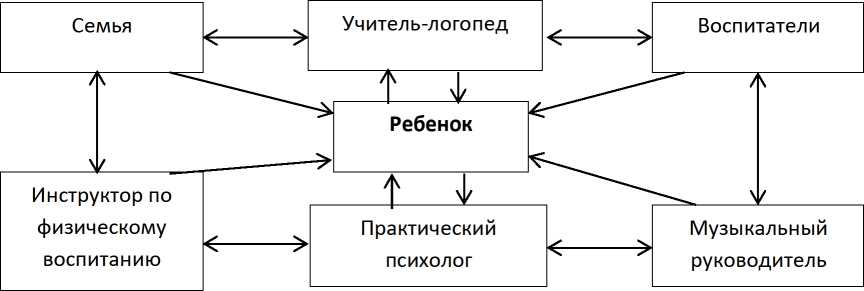 Семья
Учитель-логопед
Воспитатели
Ребенок
Инструктор по
физическому
воспитанию
Практический
психолог
Музыкальный
руководитель